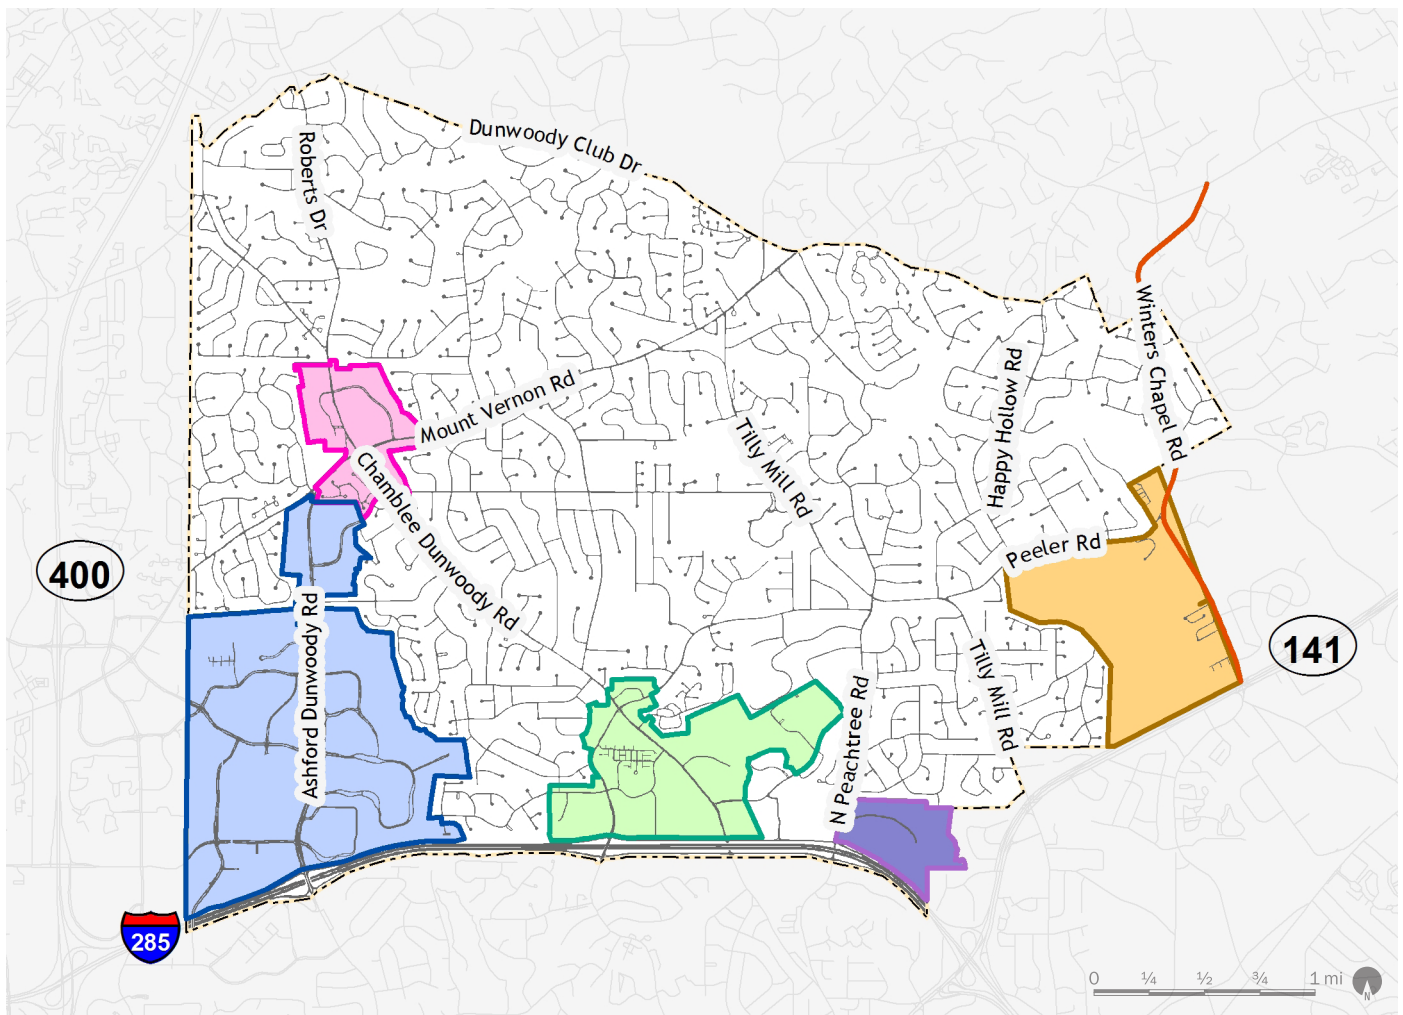 Dunwoody Club Dr
Roberts Dr
Winters Chapel Rd
Happy Hollow Rd
Mount Vernon Rd
Tilly Mill Rd
Chamblee Dunwoody Rd
Peeler Rd
400
Ashford Dunwoody Rd
141
Tilly Mill Rd
N Peachtree Rd
285
0 ¼ ½ ¾ 1 mi
N